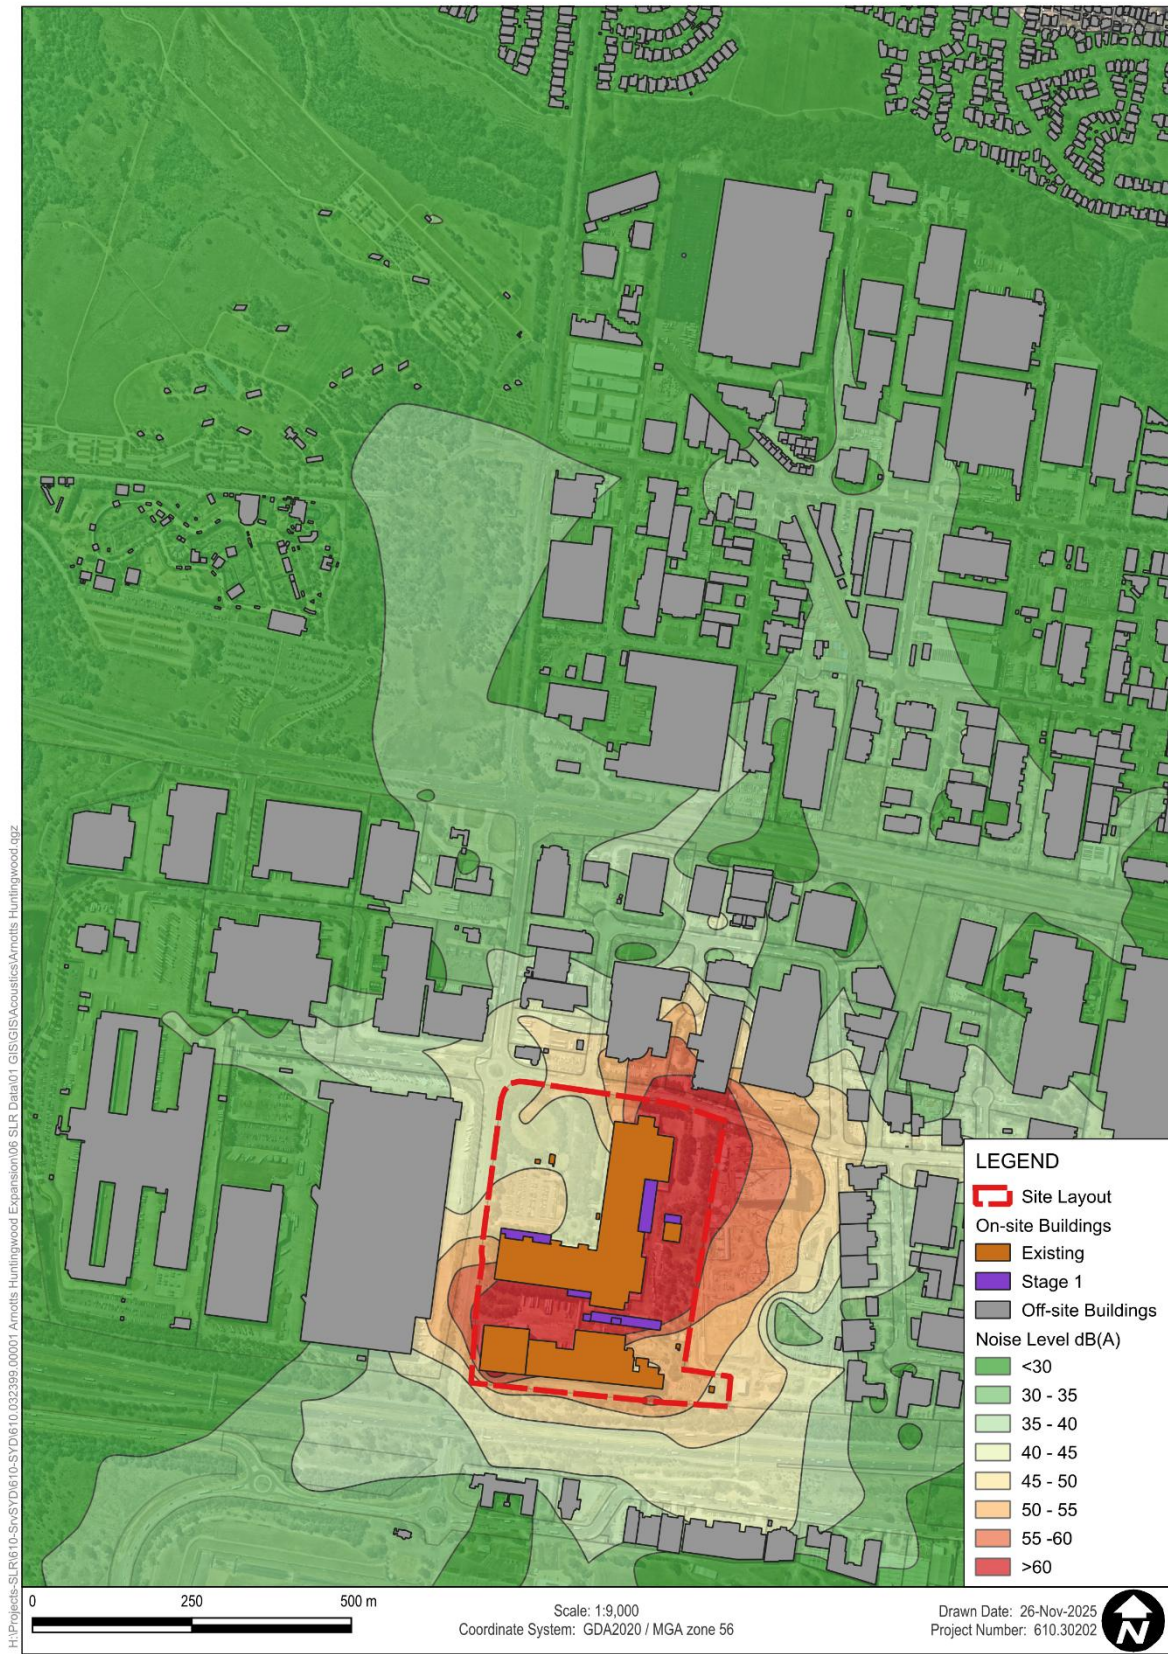 LEGEND
Site Layout
On-site Buildings
Existing
Stage 1
Off-site Buildings
Noise Level dB(A)
<30
30 - 35
35 - 40
40 - 45
45 - 50
50 - 55
55 -60
>60
H:\Projects-SLR\610-SrvSYD\610-SYD\610.032399.00001 Arnotts Huntingwood Expansion\06 SLR Data\01 GIS\GIS\Acoustics\Arnotts Huntingwood.qgz
0 250 500 m
Scale: 1:9,000
Coordinate System: GDA2020 / MGA zone 56
Drawn Date: 26-Nov-2025
Project Number: 610.30202
N